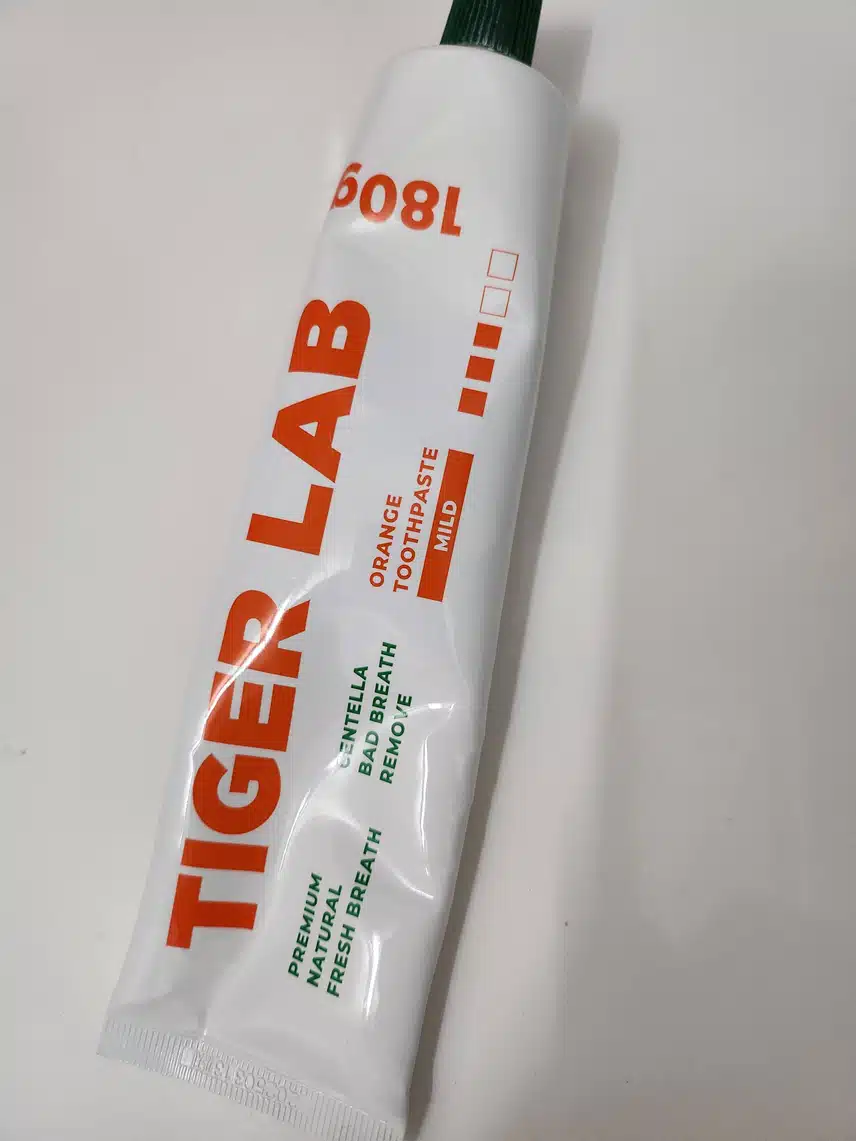 180g
TIGER LAB
ORANGE
TOOTHPASTE
MILD
CENTELLA
BAD BREATH
REMOVE
PREMIUM
NATURAL
FRESH BREATH